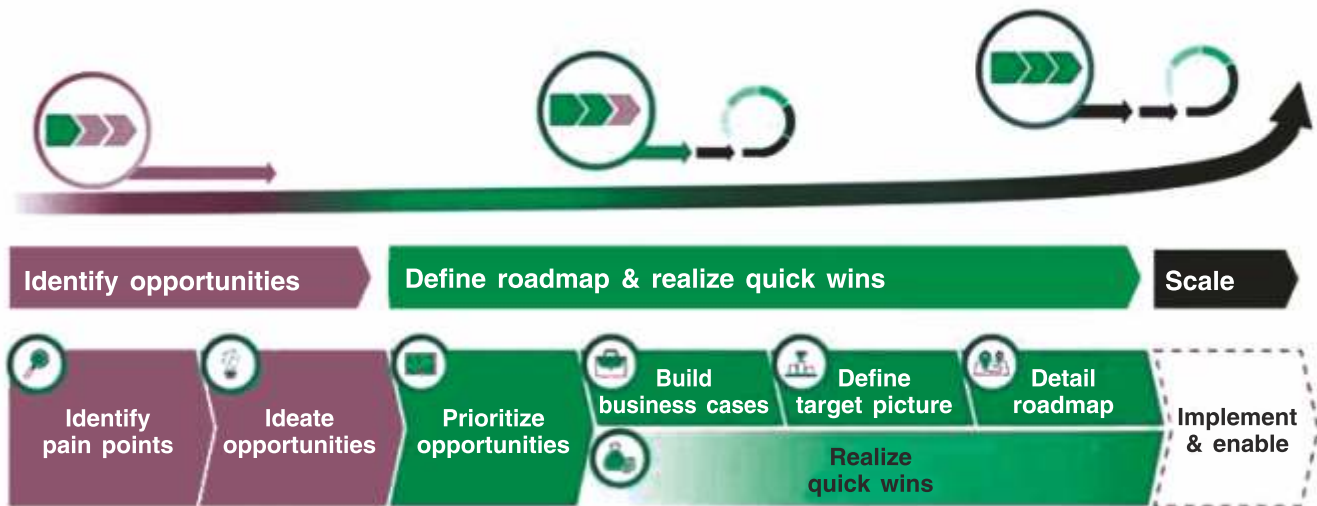 Identify opportunities
Define roadmap & realize quick wins
Scale
Identify
pain points
Ideate
opportunities
Prioritize
opportunities
Build
business cases
Define
target picture
Detail
roadmap
Realize
quick wins
Implement
& enable